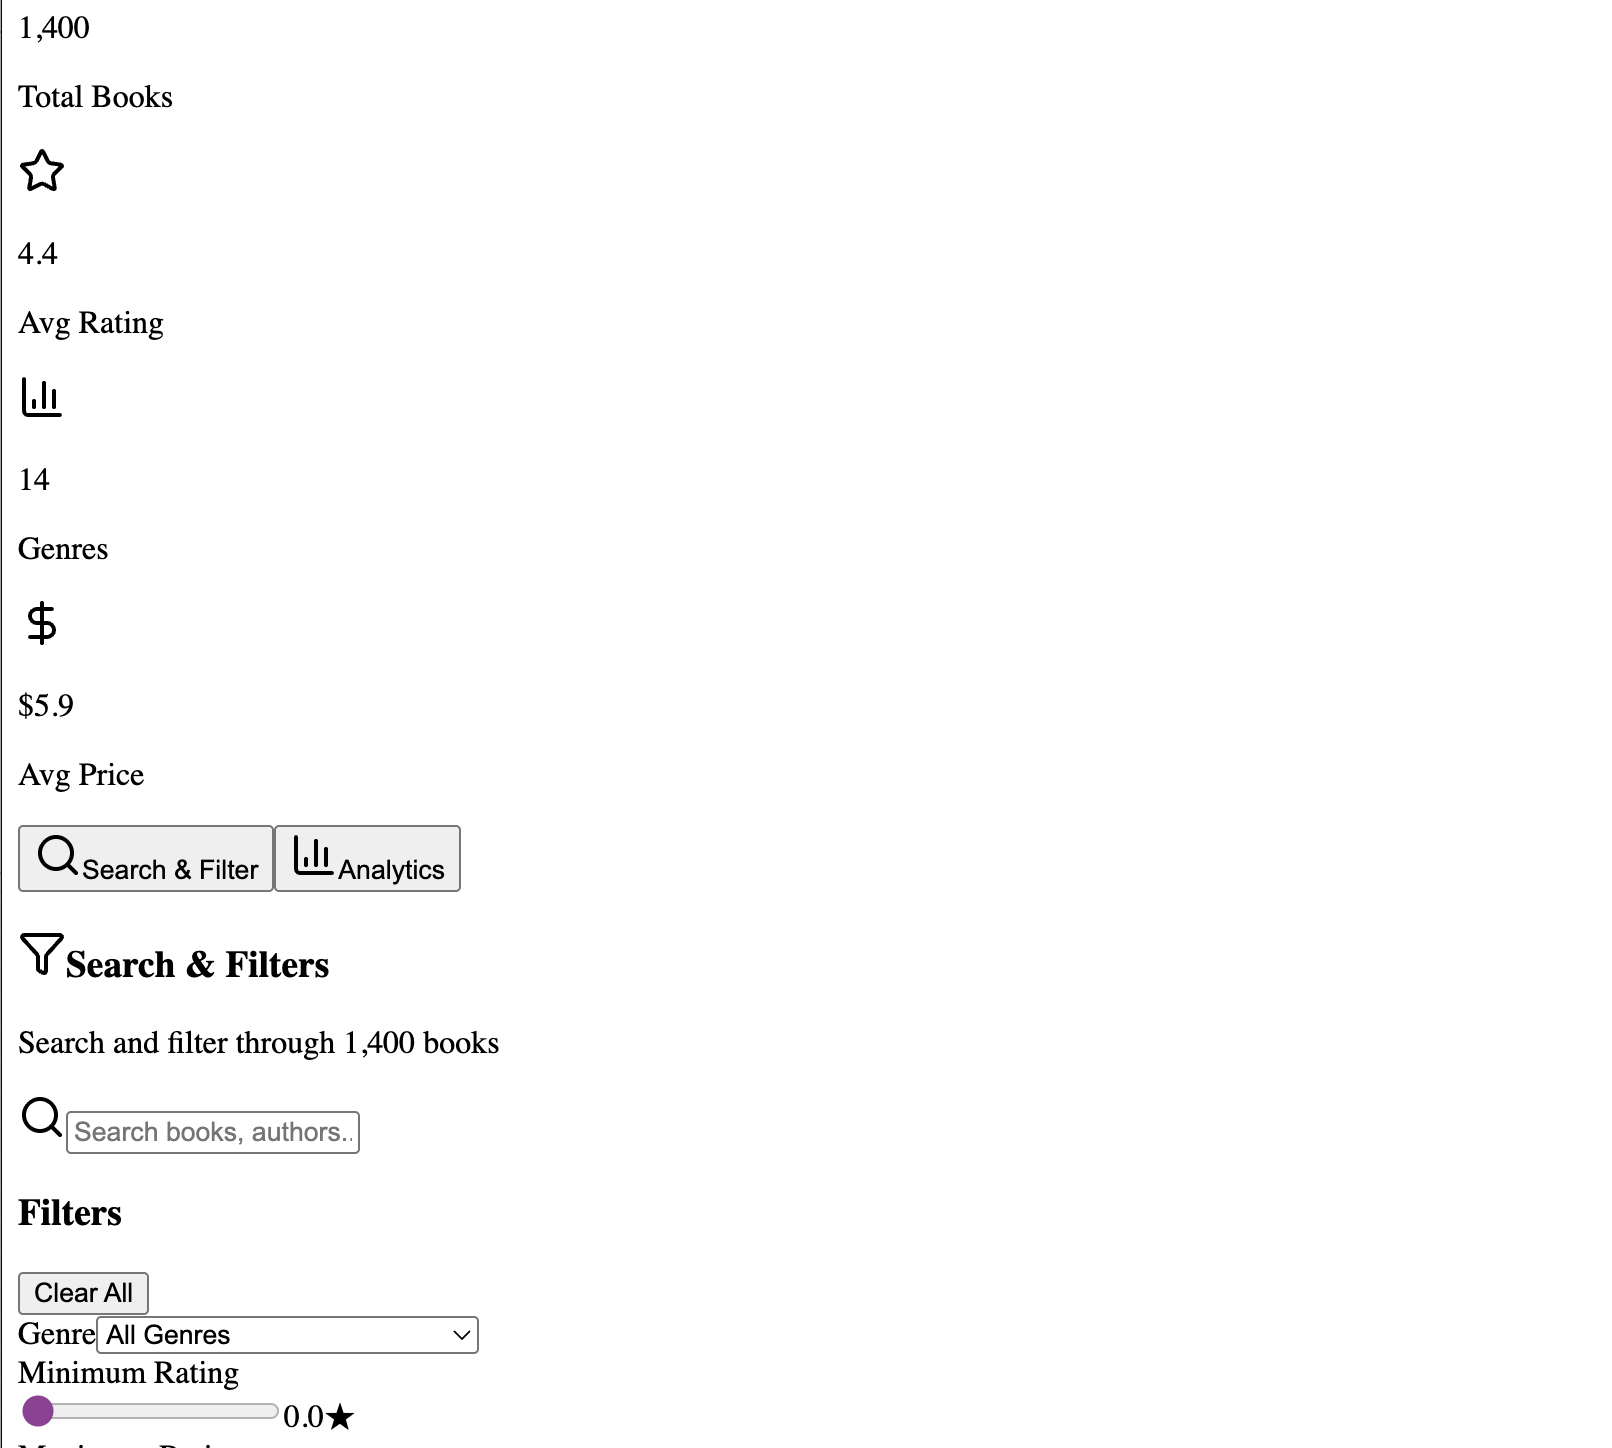 1,400
Total Books
4.4
Avg Rating
14
Genres
$5.9
Avg Price
Search & Filter Analytics
Search & Filters
Search and filter through 1,400 books
Search books, authors..
Filters
Clear All
Genre All Genres
Minimum Rating
0.0★